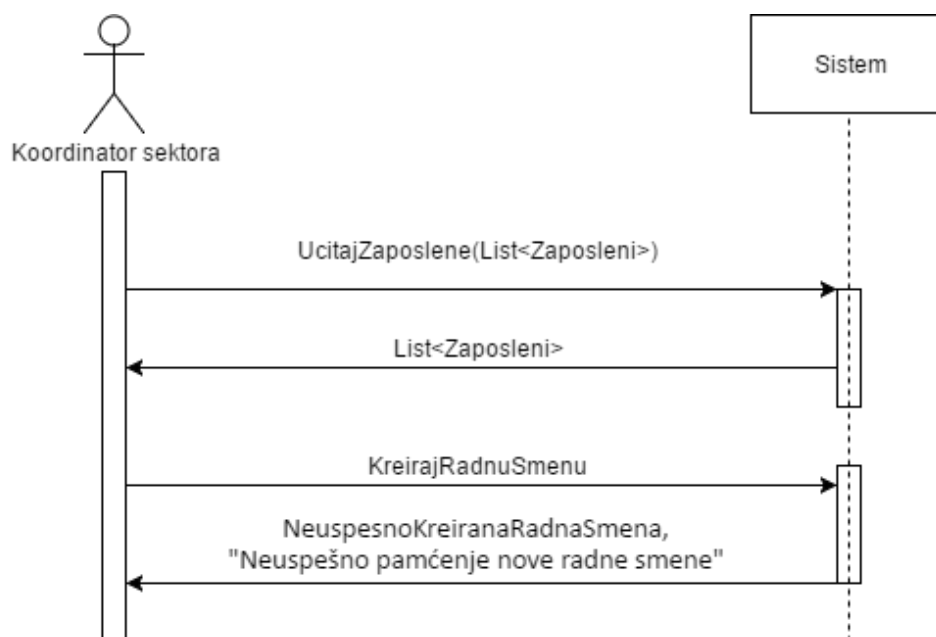 Sistem
Koordinator sektora
UcitajZaposlene(List<Zaposleni>)
List<Zaposleni>
KreirajRadnuSmenu
NeuspesnoKreiranaRadnaSmena,
"Neuspešno pamćenje nove radne smene"